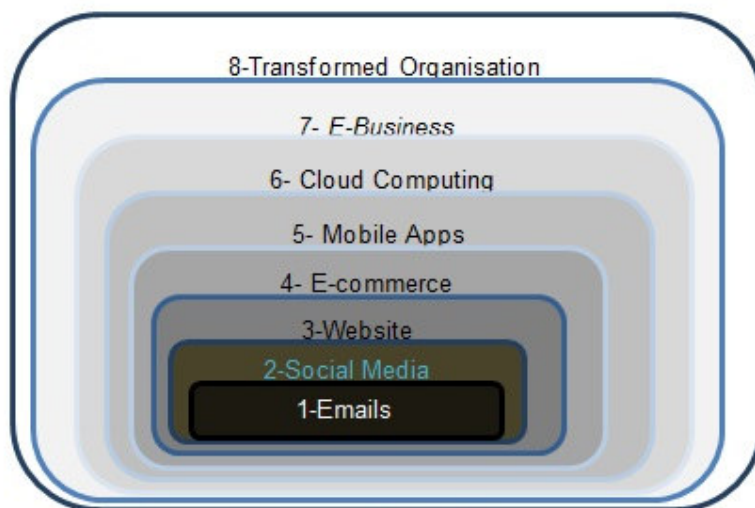 8-Transformed Organisation
7- E-Business
6- Cloud Computing
5- Mobile Apps
4- E-commerce
3-Website
2-Social Media
1-Emails